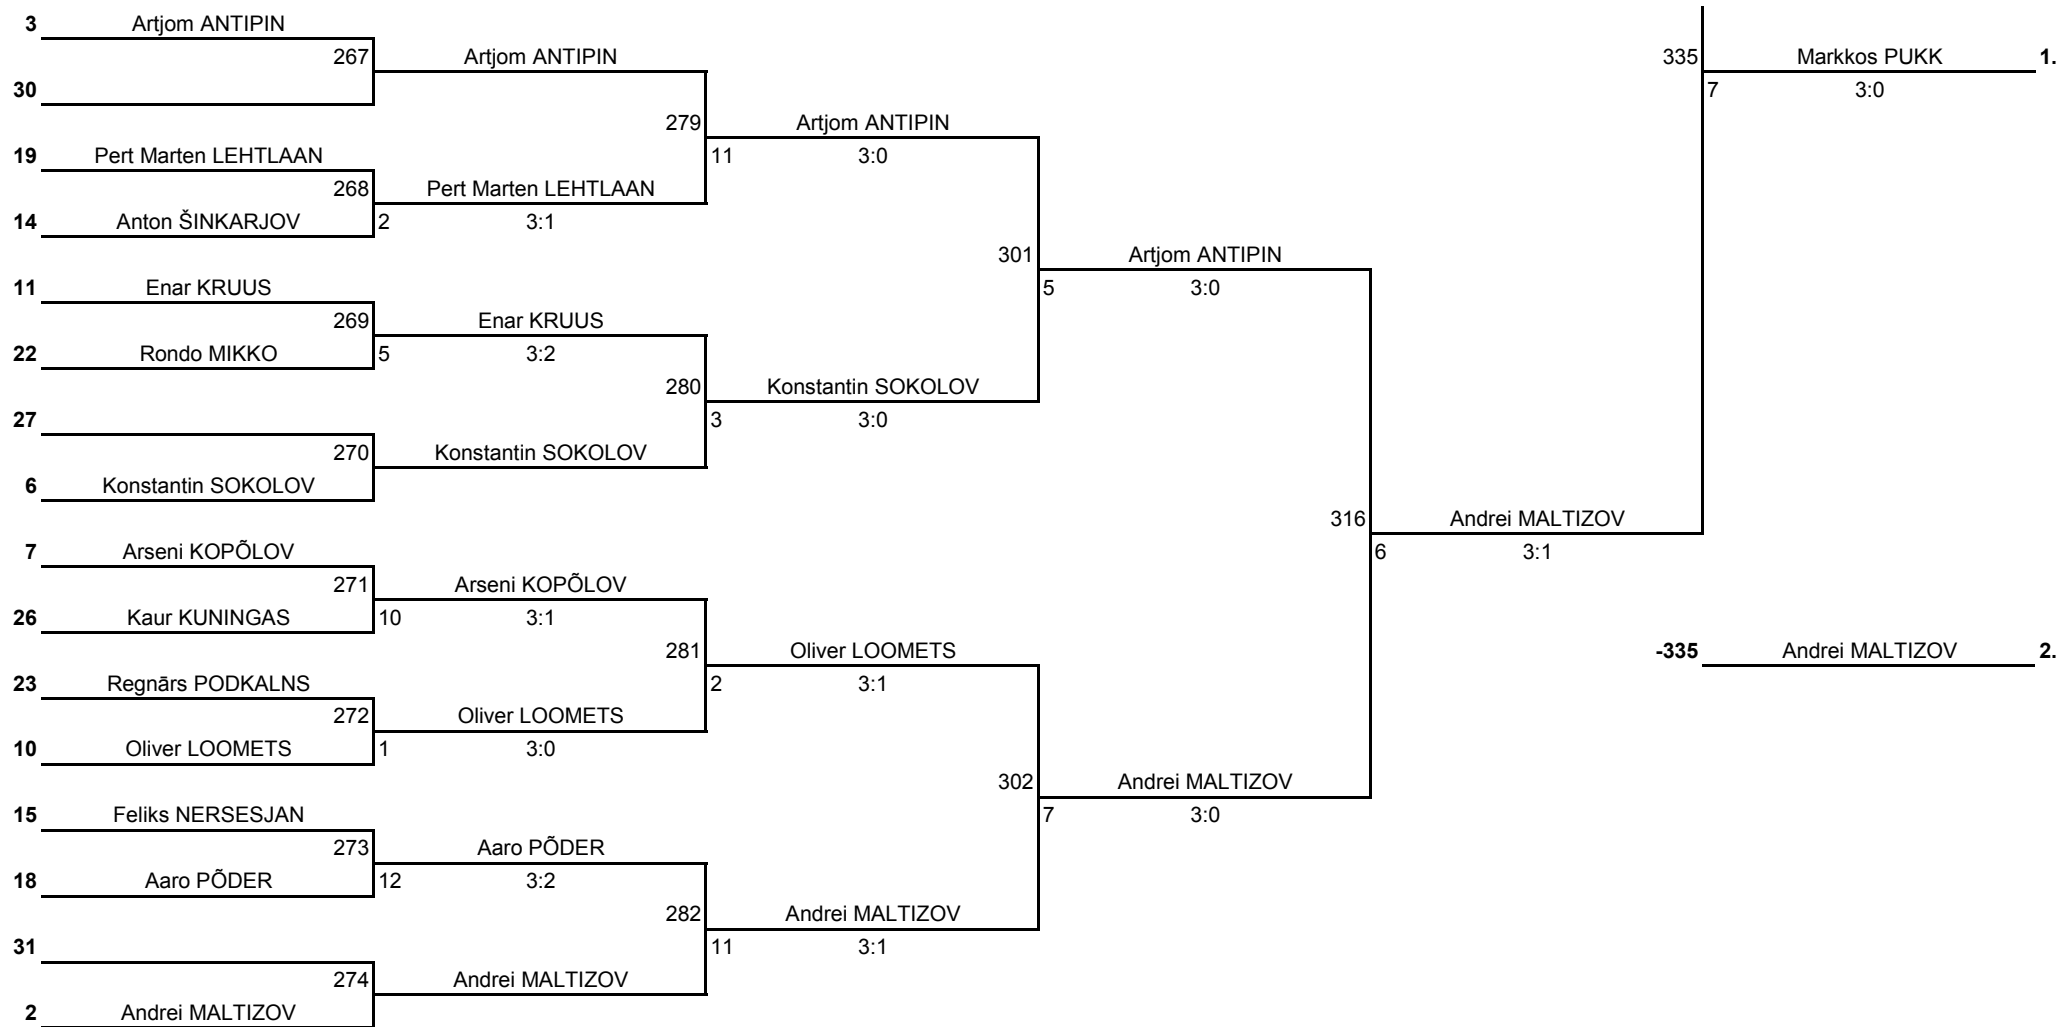 3 Artjom ANTIPIN
267 Artjom ANTIPIN 335 Markkos PUKK 1.
30 7 3:0
279 Artjom ANTIPIN
19 Pert Marten LEHTLAAN 11 3:0
268 Pert Marten LEHTLAAN
14 Anton ŠINKARJOV 2 3:1
301 Artjom ANTIPIN
11 Enar KRUUS 5 3:0
269 Enar KRUUS
22 Rondo MIKKO 5 3:2
280 Konstantin SOKOLOV
27 3 3:0
270 Konstantin SOKOLOV
6 Konstantin SOKOLOV
316 Andrei MALTIZOV
7 Arseni KOPÕLOV 6 3:1
271 Arseni KOPÕLOV
26 Kaur KUNINGAS 10 3:1
281 Oliver LOOMETS -335 Andrei MALTIZOV 2.
23 Regnārs PODKALNS 2 3:1
272 Oliver LOOMETS
10 Oliver LOOMETS 1 3:0
302 Andrei MALTIZOV
15 Feliks NERSESJAN 7 3:0
273 Aaro PÕDER
18 Aaro PÕDER 12 3:2
282 Andrei MALTIZOV
31 11 3:1
274 Andrei MALTIZOV
2 Andrei MALTIZOV